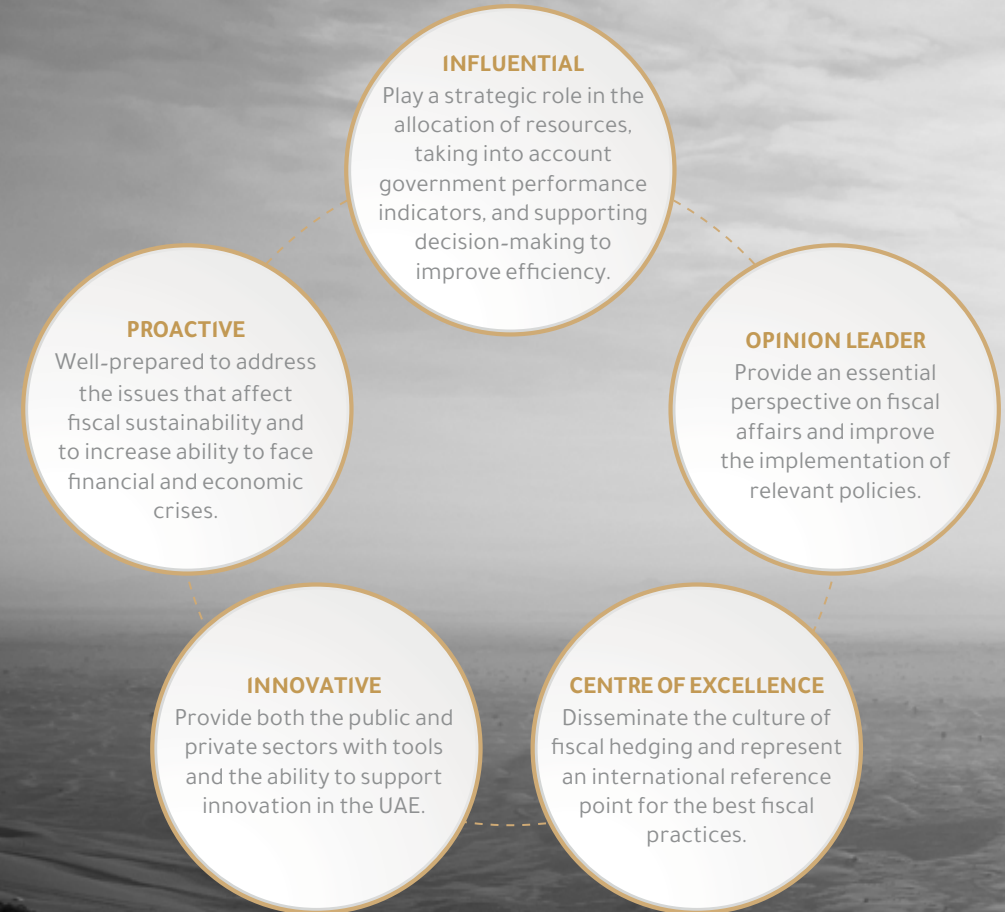 INFLUENTIAL
Play a strategic role in the
allocation of resources,
taking into account
government performance
indicators, and supporting
decision-making to
improve efficiency.
PROACTIVE
Well-prepared to address
the issues that affect
fiscal sustainability and
to increase ability to face
financial and economic
crises.
OPINION LEADER
Provide an essential
perspective on fiscal
affairs and improve
the implementation of
relevant policies.
INNOVATIVE
Provide both the public and
private sectors with tools
and the ability to support
innovation in the UAE.
CENTRE OF EXCELLENCE
Disseminate the culture of
fiscal hedging and represent
an international reference
point for the best fiscal
practices.